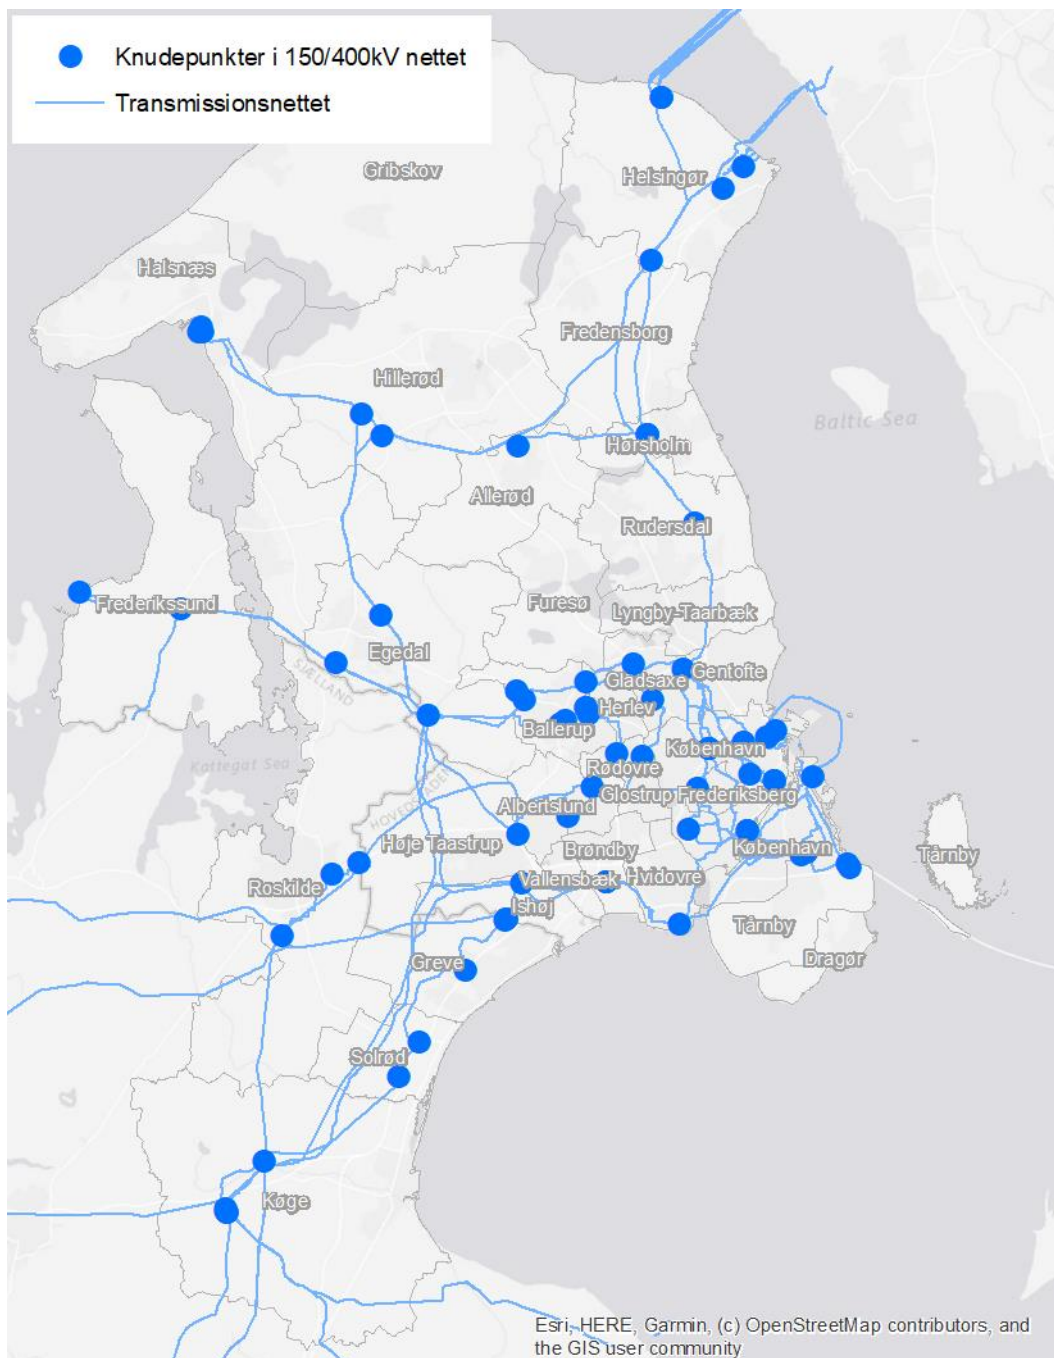 Knudepunkter i 150/400kV nettet
Transmissionsnettet
Gribskov
Helsingør
Halsnæs
Fredensborg
Hillerød
Baltic Sea
Hørsholm
Allerød
Rudersdal
Frederikssund
Furesø
Lyngby-Taarbæk
Egedal
SJÆLLAND
Gladsaxe
Gentofte
Herlev
Ballerup
København
Kattegat Sea
Rødovre
HOVEDSTADEN
Albertslund
Glostrup
Frederiksberg
Høje Taastrup
Brøndby
København
Tårnby
Roskilde
Vallensbæk
Hvidovre
Ishøj
Tårnby
Greve
Dragør
Solrød
Køge
Esri, HERE, Garmin, (c) OpenStreetMap contributors, and
the GIS user community